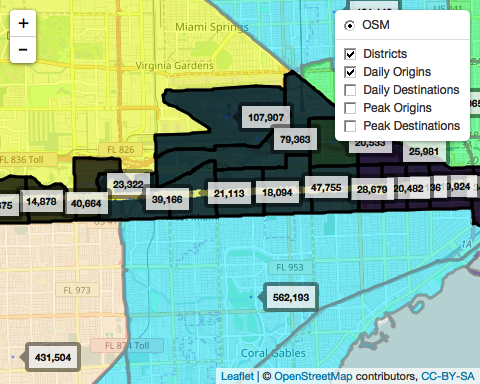 +
−
OSM
Districts
Daily Origins
Daily Destinations
Peak Origins
Peak Destinations
Miami Springs
Virginia Gardens
FL 826
FL 836 Toll
107,907
79,363
20,533
25,981
23,322
14,878
40,664
39,166
21,113
18,094
47,755
28,679
20,482
9,924
1A
FL 953
FL 973
562,193
FL 874 Toll
431,504
Coral Gables
Leaflet | © OpenStreetMap contributors, CC-BY-SA